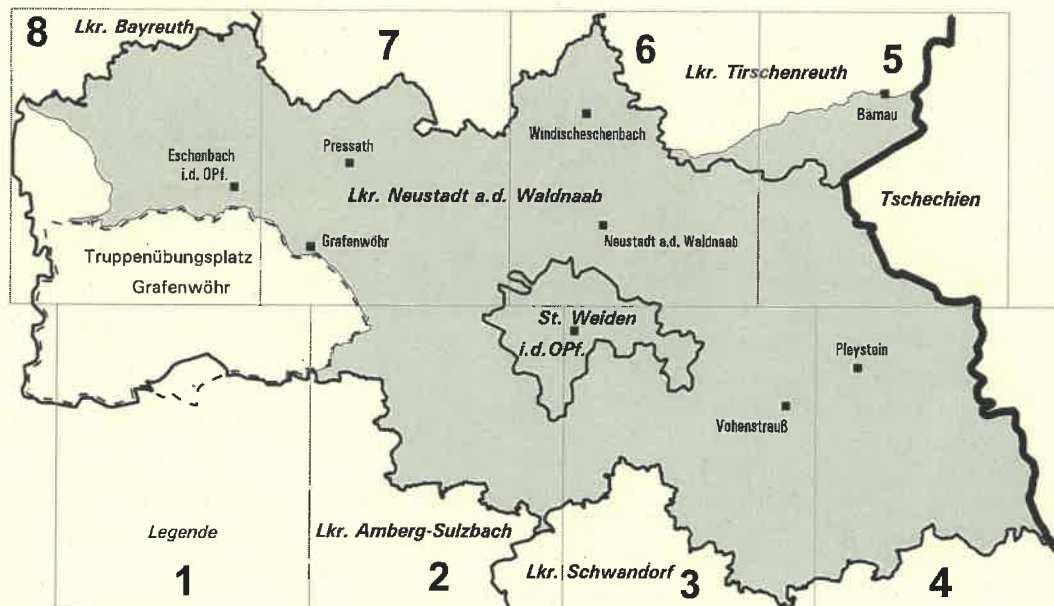 8
Lkr. Bayreuth
7
6
Lkr. Tirschenreuth
5
Bärnau
Windischeschenbach
Eschenbach
i.d. OPf.
Pressath
Lkr. Neustadt a.d. Waldnaab
Tschechien
Grafenwöhr
Neustadt a.d. Waldnaab
Truppenübungsplatz
Grafenwöhr
St. Weiden
i.d.OPf.
Pleystein
Vohenstrauß
Legende
Lkr. Amberg-Sulzbach
Lkr. Schwandorf
1
2
3
4